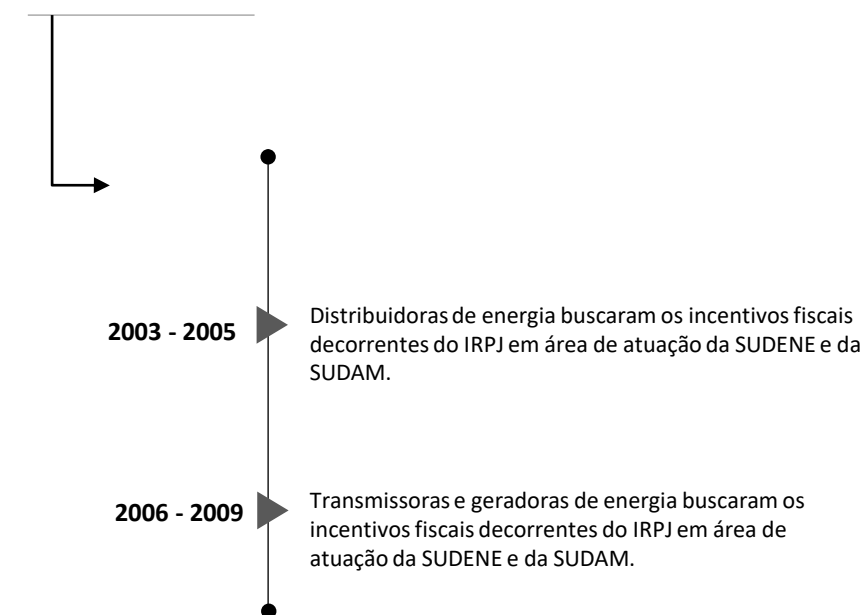 2003 - 2005
Distribuidoras de energia buscaram os incentivos fiscais
decorrentes do IRPJ em área de atuação da SUDENE e da
SUDAM.
2006 - 2009
Transmissoras e geradoras de energia buscaram os
incentivos fiscais decorrentes do IRPJ em área de
atuação da SUDENE e da SUDAM.